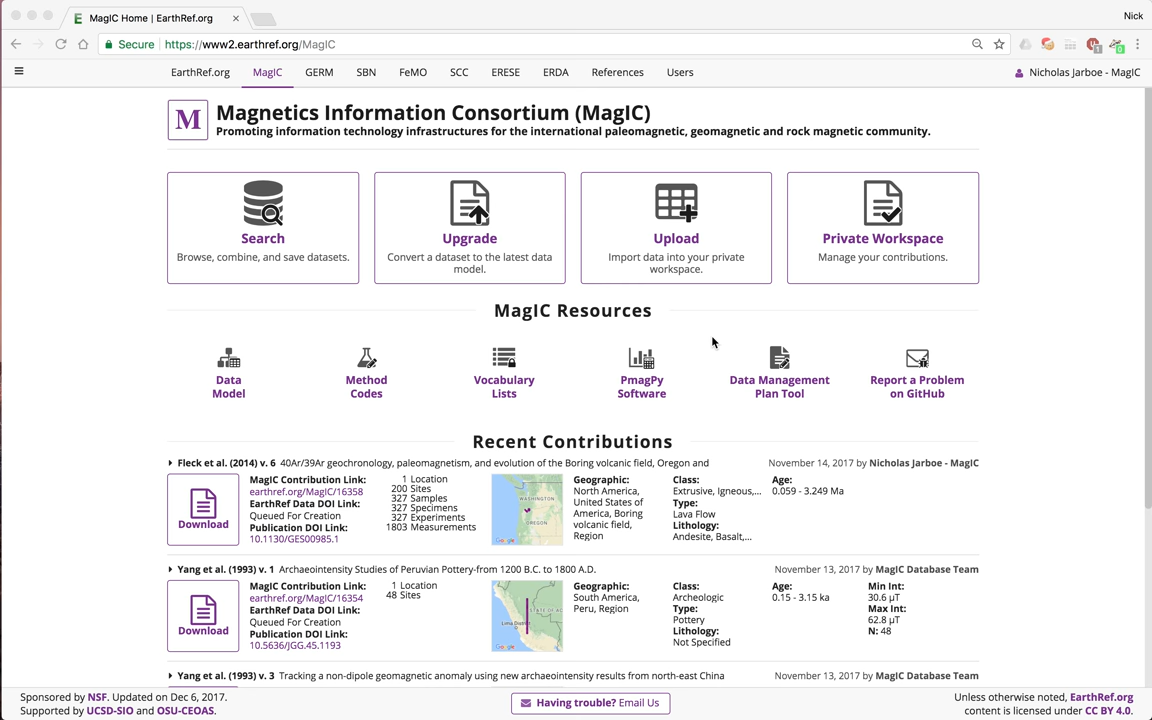 MagIC Home | EarthRef.org
Nick
Secure https://www2.earthref.org/MagIC
EarthRef.org MagIC GERM SBN FeMO SCC ERESE ERDA References Users Nicholas Jarboe - MagIC
M
Magnetics Information Consortium (MagIC)
Promoting information technology infrastructures for the international paleomagnetic, geomagnetic and rock magnetic community.
Search
Browse, combine, and save datasets.
Upgrade
Convert a dataset to the latest data
model.
Upload
Import data into your private
workspace.
Private Workspace
Manage your contributions.
MagIC Resources
Data
Model
Method
Codes
Vocabulary
Lists
PmagPy
Software
Data Management
Plan Tool
Report a Problem
on GitHub
Recent Contributions
Fleck et al. (2014) v. 6 40Ar/39Ar geochronology, paleomagnetism, and evolution of the Boring volcanic field, Oregon and
November 14, 2017 by Nicholas Jarboe - MagIC
Download
MagIC Contribution Link:
earthref.org/MagIC/16358
EarthRef Data DOI Link:
Queued For Creation
Publication DOI Link:
10.1130/GES00985.1
1 Location
200 Sites
327 Samples
327 Specimens
327 Experiments
1803 Measurements
WASHINGTON
OREGON
Google
Geographic:
North America,
United States of
America, Boring
volcanic field,
Region
Class:
Extrusive, Igneous,...
Type:
Lava Flow
Lithology:
Andesite, Basalt,...
Age:
0.059 - 3.249 Ma
Yang et al. (1993) v. 1 Archaeointensity Studies of Peruvian Pottery-from 1200 B.C. to 1800 A.D.
November 13, 2017 by MagIC Database Team
Download
MagIC Contribution Link:
earthref.org/MagIC/16354
EarthRef Data DOI Link:
Queued For Creation
Publication DOI Link:
10.5636/JGG.45.1193
1 Location
48 Sites
STATE OF AC
Lima District
Google
Geographic:
South America,
Peru, Region
Class:
Archeologic
Type:
Pottery
Lithology:
Not Specified
Age:
0.15 - 3.15 ka
Min Int:
30.6 µT
Max Int:
62.8 µT
N: 48
Yang et al. (1993) v. 3 Tracking a non-dipole geomagnetic anomaly using new archaeointensity results from north-east China
November 13, 2017 by MagIC Database Team
Sponsored by NSF. Updated on Dec 6, 2017.
Supported by UCSD-SIO and OSU-CEOAS.
Having trouble? Email Us
Unless otherwise noted, EarthRef.org
content is licensed under CC BY 4.0.